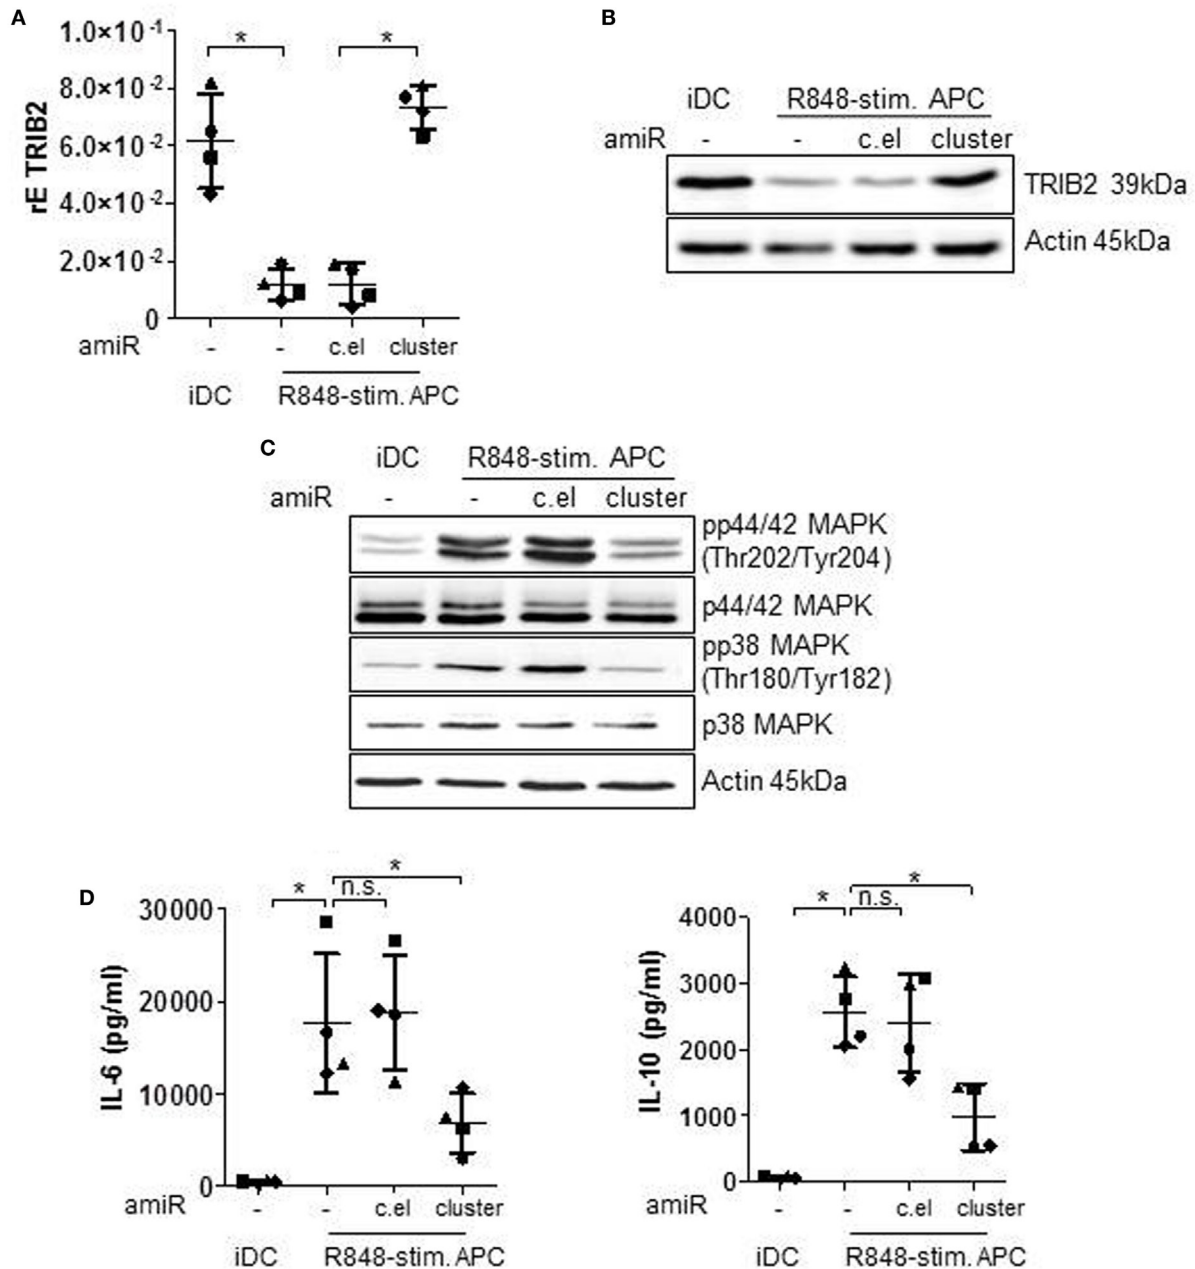 A
*
*
1.0×10⁻¹
8.0×10⁻²
6.0×10⁻²
4.0×10⁻²
2.0×10⁻²
0
rE TRIB2
amiR - - c.el cluster
iDC R848-stim. APC
B
iDC R848-stim. APC
amiR - - c.el cluster
TRIB2 39kDa
Actin 45kDa
C
iDC R848-stim. APC
amiR - - c.el cluster
pp44/42 MAPK
(Thr202/Tyr204)
p44/42 MAPK
pp38 MAPK
(Thr180/Tyr182)
p38 MAPK
Actin 45kDa
D
*
* n.s.
30000
20000
10000
0
IL-6 (pg/ml)
amiR - - c.el cluster
iDC R848-stim. APC
*
* n.s.
4000
3000
2000
1000
0
IL-10 (pg/ml)
amiR - - c.el cluster
iDC R848-stim. APC